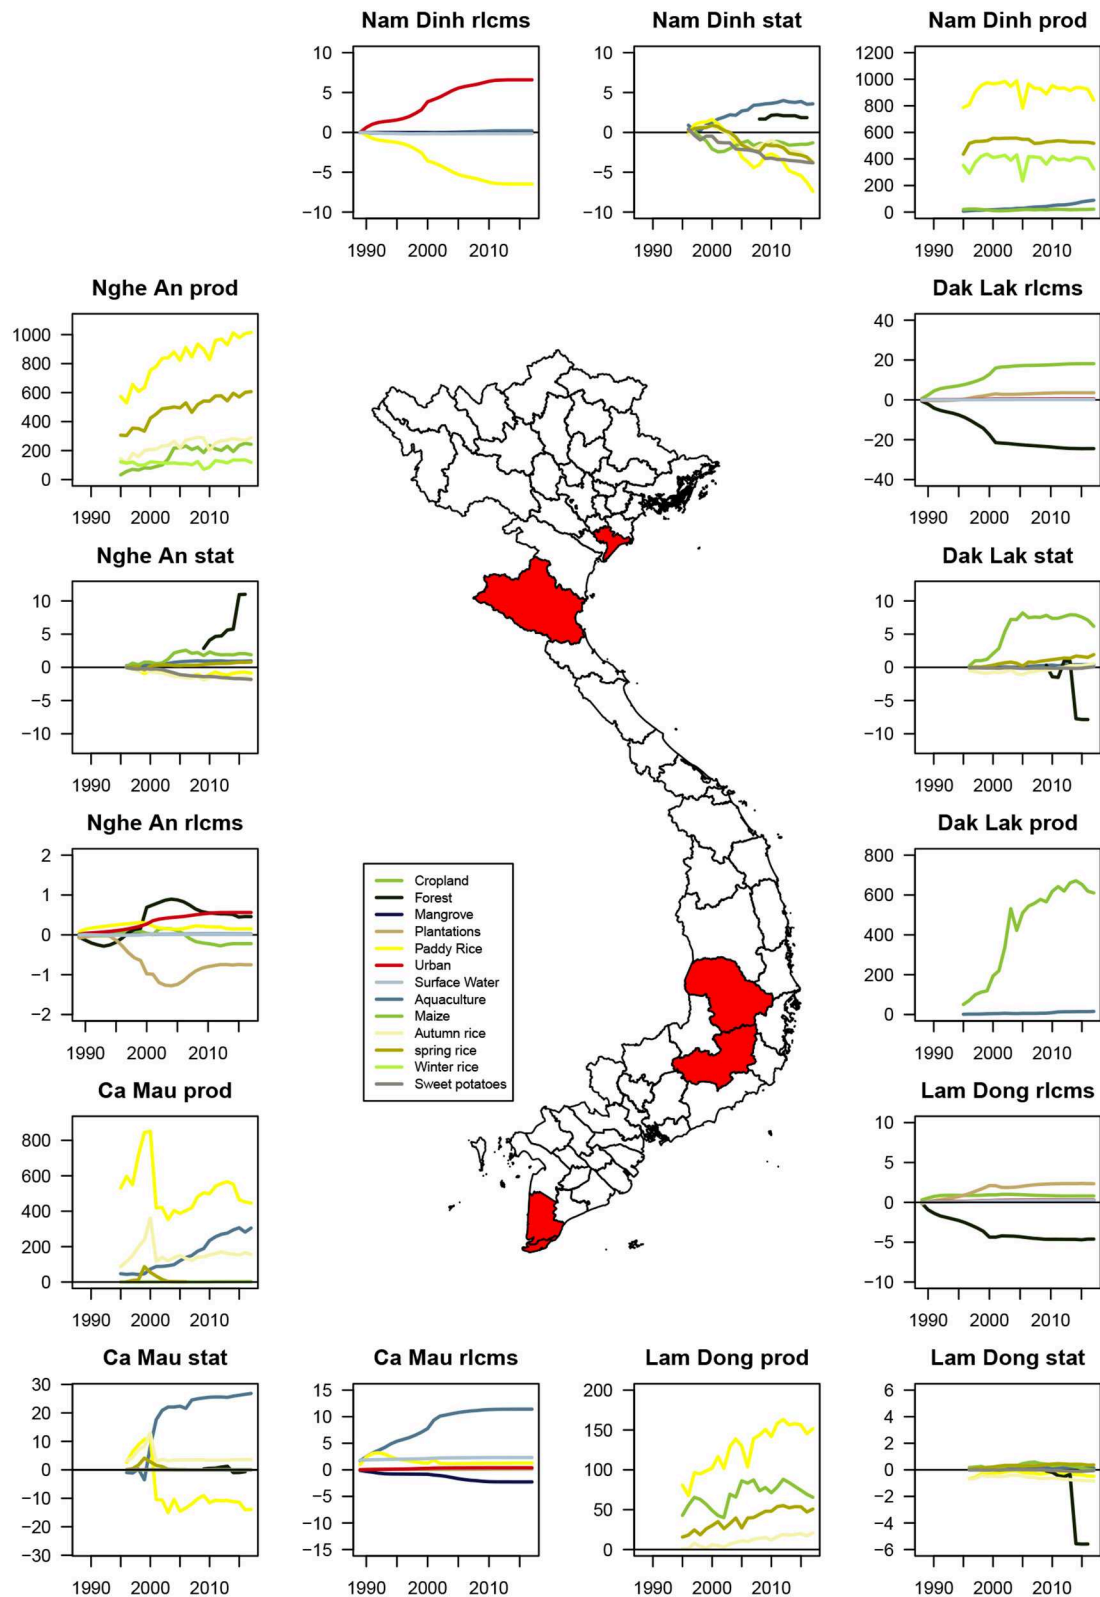 Nam Dinh rlcms
10
5
0
−5
−10
1990 2000 2010
Nam Dinh stat
10
5
0
−5
−10
1990 2000 2010
Nam Dinh prod
1200
1000
800
600
400
200
0
1990 2000 2010
Nghe An prod
1000
800
600
400
200
0
1990 2000 2010
Dak Lak rlcms
40
20
0
−20
−40
1990 2000 2010
Nghe An stat
10
5
0
−5
−10
1990 2000 2010
Dak Lak stat
10
5
0
−5
−10
1990 2000 2010
Nghe An rlcms
2
1
0
−1
−2
1990 2000 2010
Cropland
Forest
Mangrove
Plantations
Paddy Rice
Urban
Surface Water
Aquaculture
Maize
Autumn rice
spring rice
Winter rice
Sweet potatoes
Dak Lak prod
800
600
400
200
0
1990 2000 2010
Ca Mau prod
800
600
400
200
0
1990 2000 2010
Lam Dong rlcms
10
5
0
−5
−10
1990 2000 2010
Ca Mau stat
30
20
10
0
−10
−20
−30
1990 2000 2010
Ca Mau rlcms
15
10
5
0
−5
−10
−15
1990 2000 2010
Lam Dong prod
200
150
100
50
0
1990 2000 2010
Lam Dong stat
6
4
2
0
−2
−4
−6
1990 2000 2010